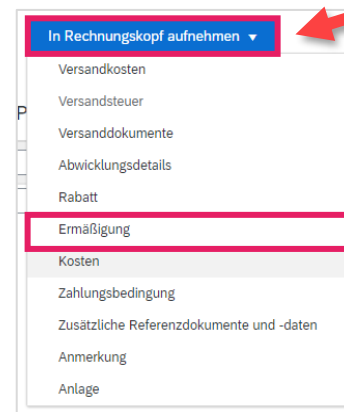 In Rechnungskopf aufnehmen ▼
Versandkosten
Versandsteuer
P
Versanddokumente
Abwicklungsdetails
Rabatt
Ermäßigung
Kosten
Zahlungsbedingung
Zusätzliche Referenzdokumente und -daten
Anmerkung
Anlage